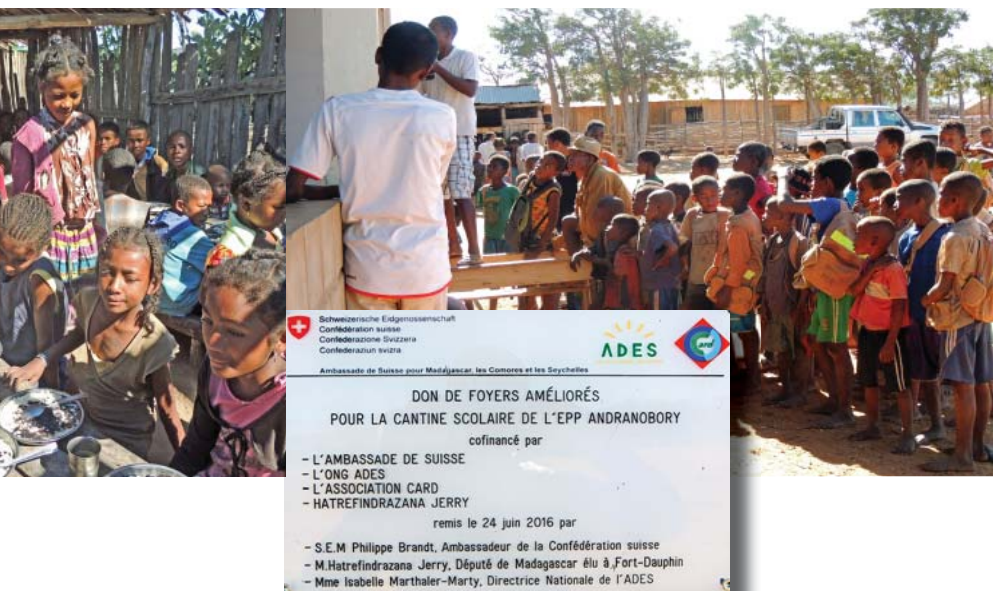 Schweizerische Eidgenossenschaft
Confédération suisse
Confederazione Svizzera
Confederaziun svizra
ADES
Card
Ambassade de Suisse pour Madagascar, les Comores et les Seychelles
DON DE FOYERS AMÉLIORÉS
POUR LA CANTINE SCOLAIRE DE L'EPP ANDRANOBORY
cofinancé par
- L'AMBASSADE DE SUISSE
- L'ONG ADES
- L'ASSOCIATION CARD
- HATREFINDRAZANA JERRY
remis le 24 juin 2016 par
- S.E.M Philippe Brandt, Ambassadeur de la Confédération suisse
- M.Hatrefindrazana Jerry, Député de Madagascar élu à Fort-Dauphin
- Mme Isabelle Marthaler-Marty, Directrice Nationale de l'ADES